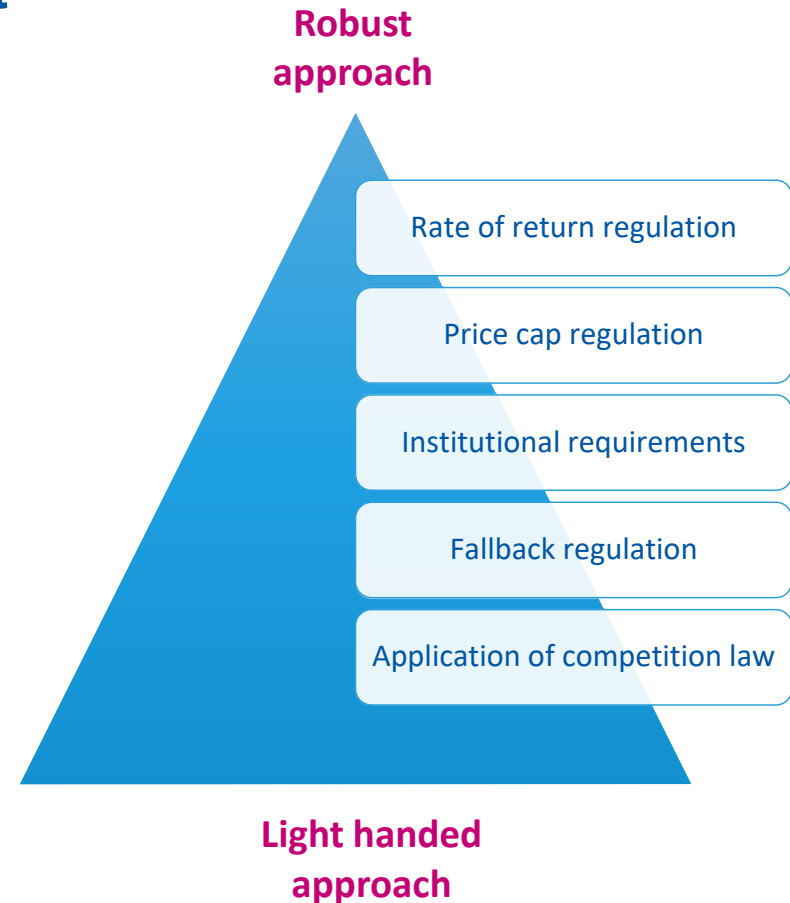 Robust
approach
Rate of return regulation
Price cap regulation
Institutional requirements
Fallback regulation
Application of competition law
Light handed
approach